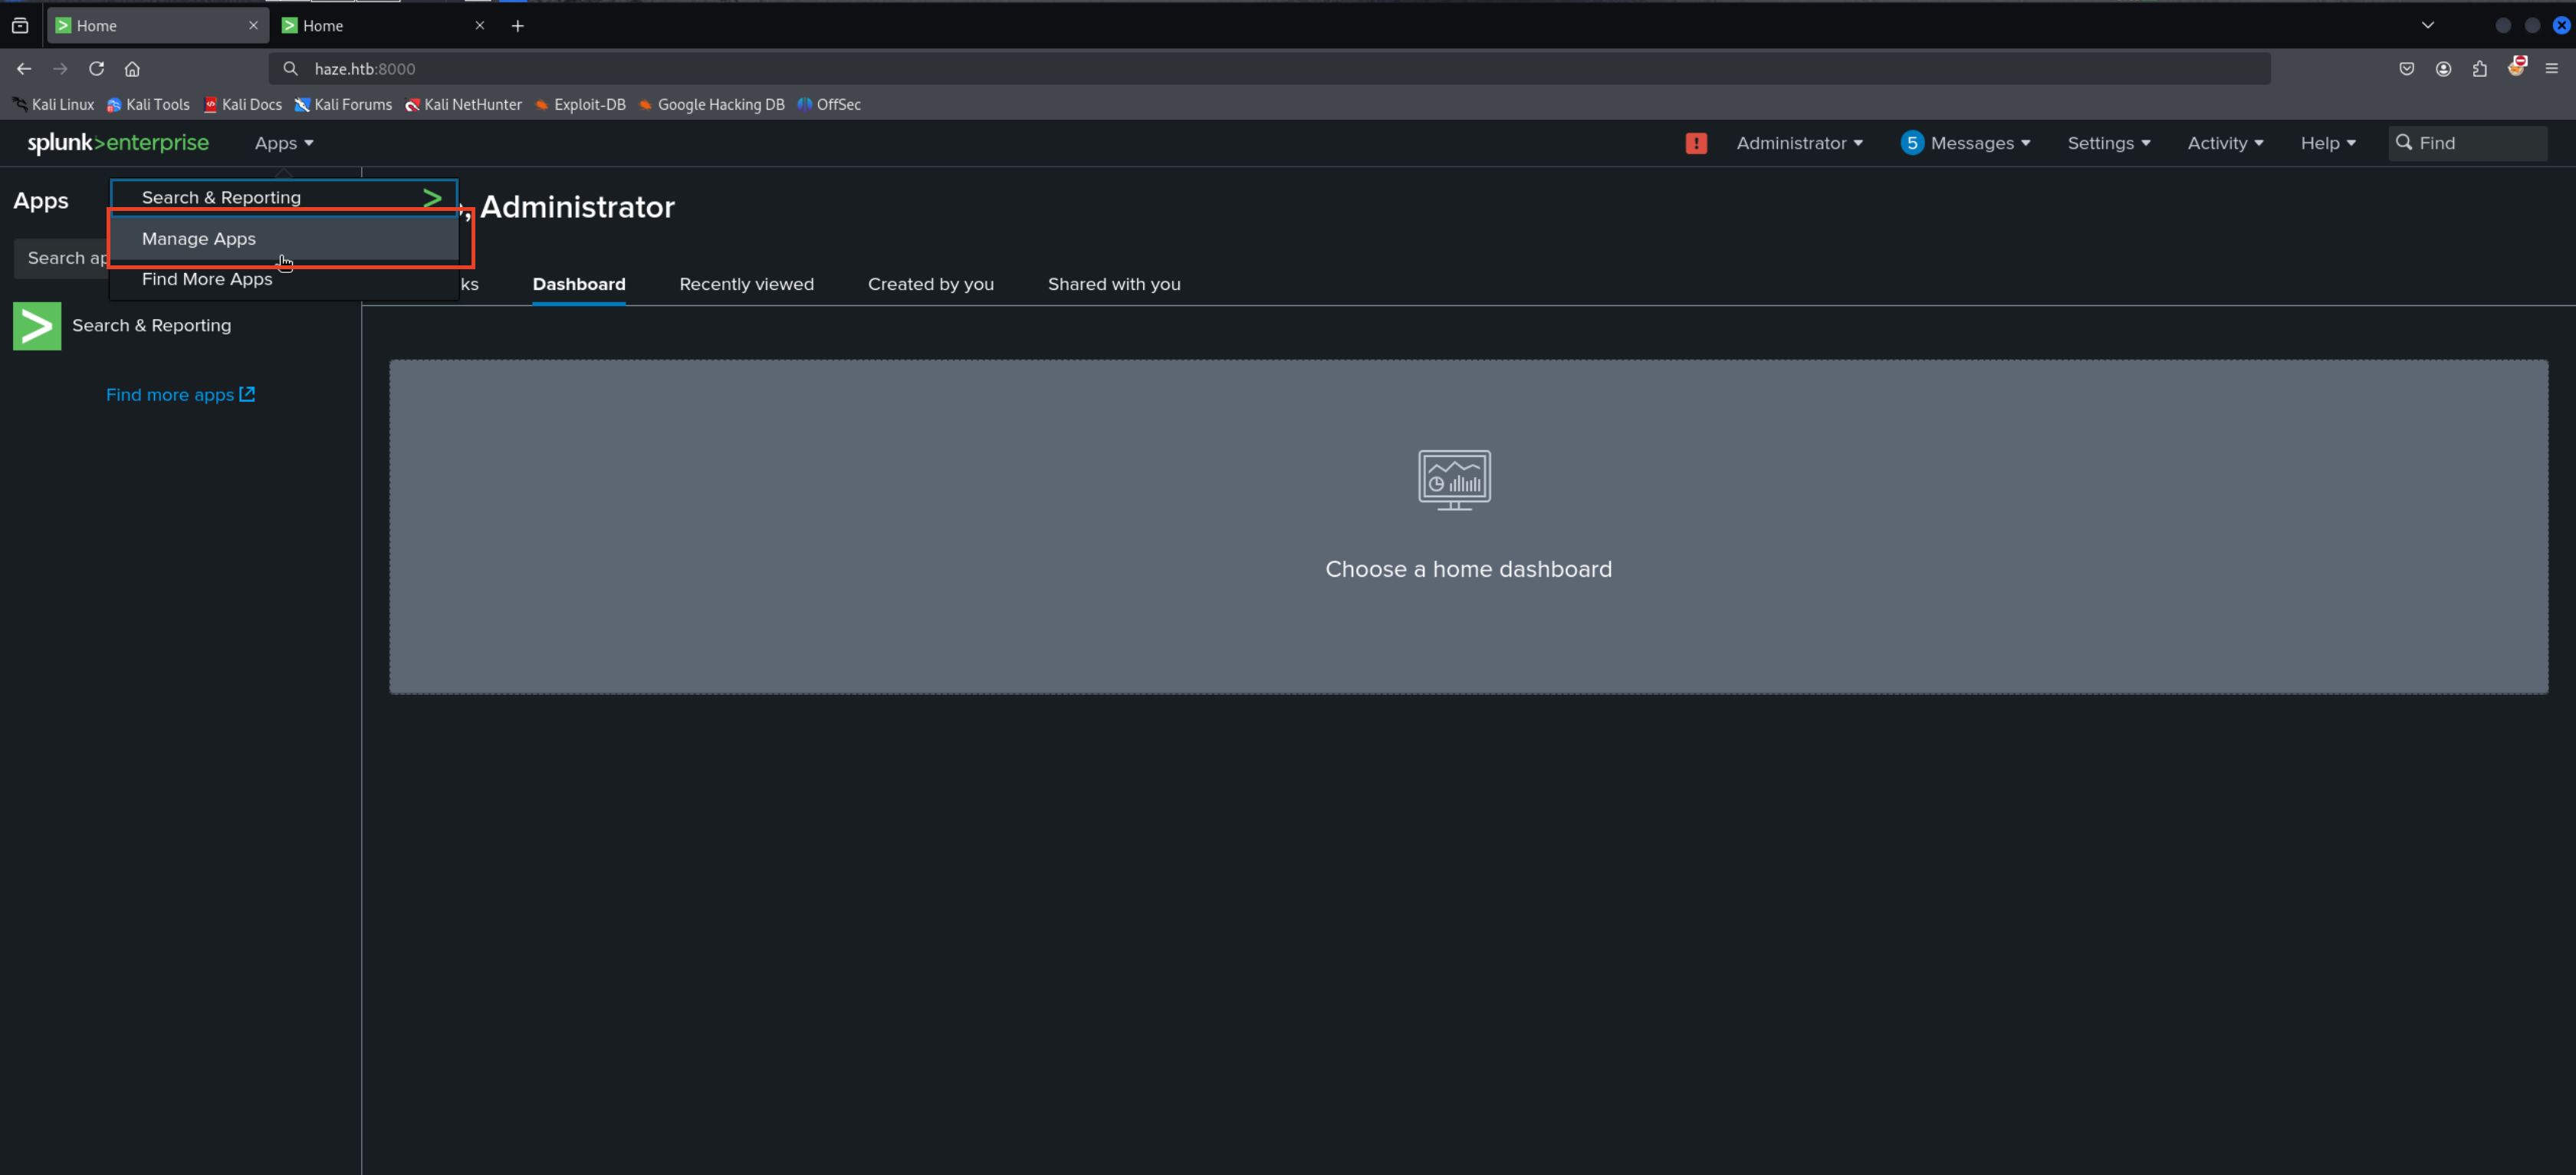 Home
Home
haze.htb:8000
Kali Linux Kali Tools Kali Docs Kali Forums Kali NetHunter Exploit-DB Google Hacking DB OffSec
splunk>enterprise Apps
! Administrator 5 Messages Settings Activity Help Find
Apps
Search & Reporting >
, Administrator
Manage Apps
Search ap
Find More Apps
ks Dashboard Recently viewed Created by you Shared with you
> Search & Reporting
Find more apps
Choose a home dashboard